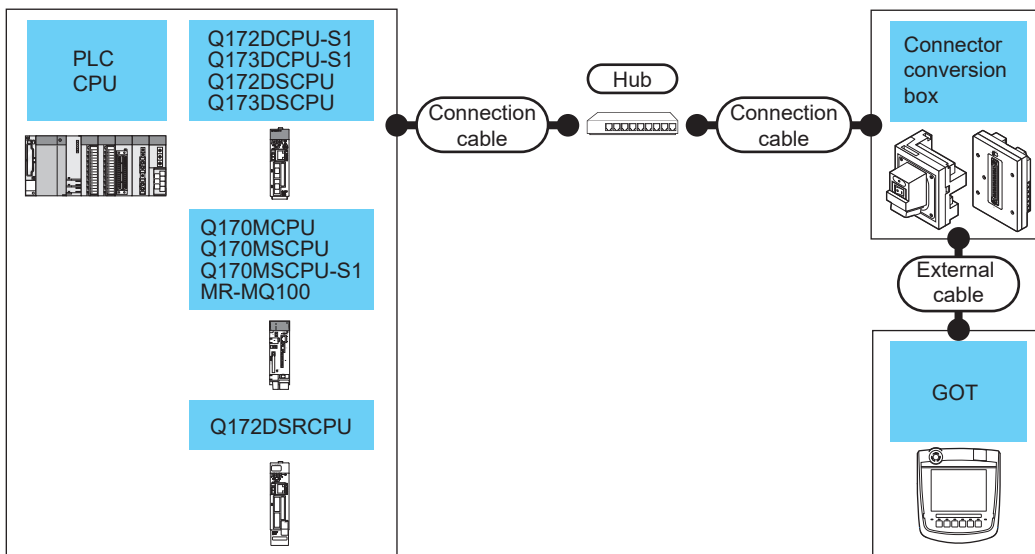 PLC
CPU
Q172DCPU-S1
Q173DCPU-S1
Q172DSCPU
Q173DSCPU
Q170MCPU
Q170MSCPU
Q170MSCPU-S1
MR-MQ100
Q172DSRCPU
Connection
cable
Hub
Connection
cable
Connector
conversion
box
External
cable
GOT